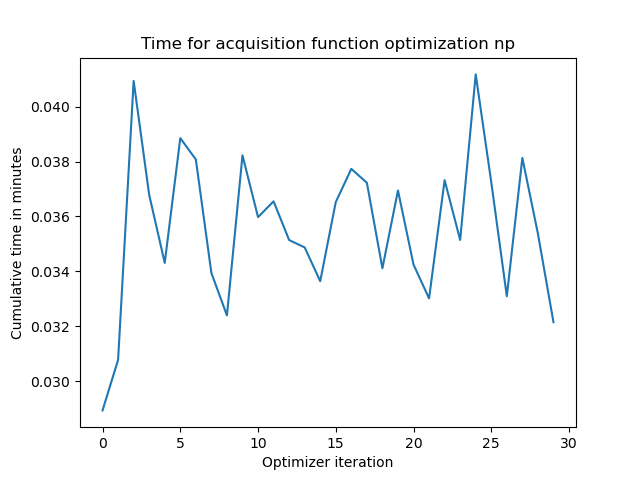 Time for acquisition function optimization np
Cumulative time in minutes
0.040
0.038
0.036
0.034
0.032
0.030
0 5 10 15 20 25 30
Optimizer iteration